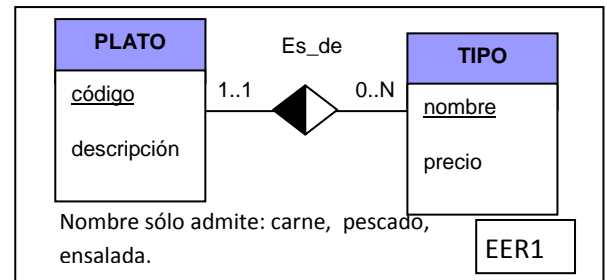 PLATO
Es_de
TIPO
código
1..1
0..N
nombre
descripción
precio
Nombre sólo admite: carne, pescado,
ensalada.
EER1